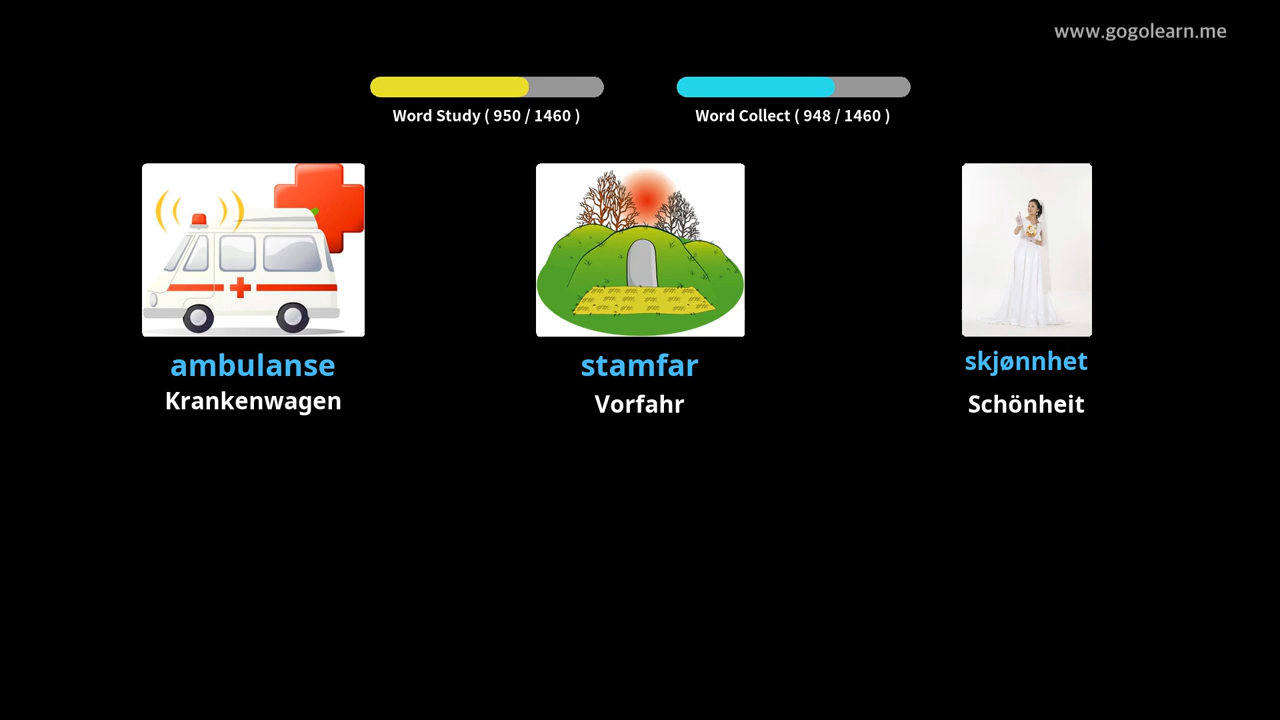 www.gogolearn.me
Word Study ( 950 / 1460 )
Word Collect ( 948 / 1460 )
ambulanse
Krankenwagen
stamfar
Vorfahr
skjønnhet
Schönheit